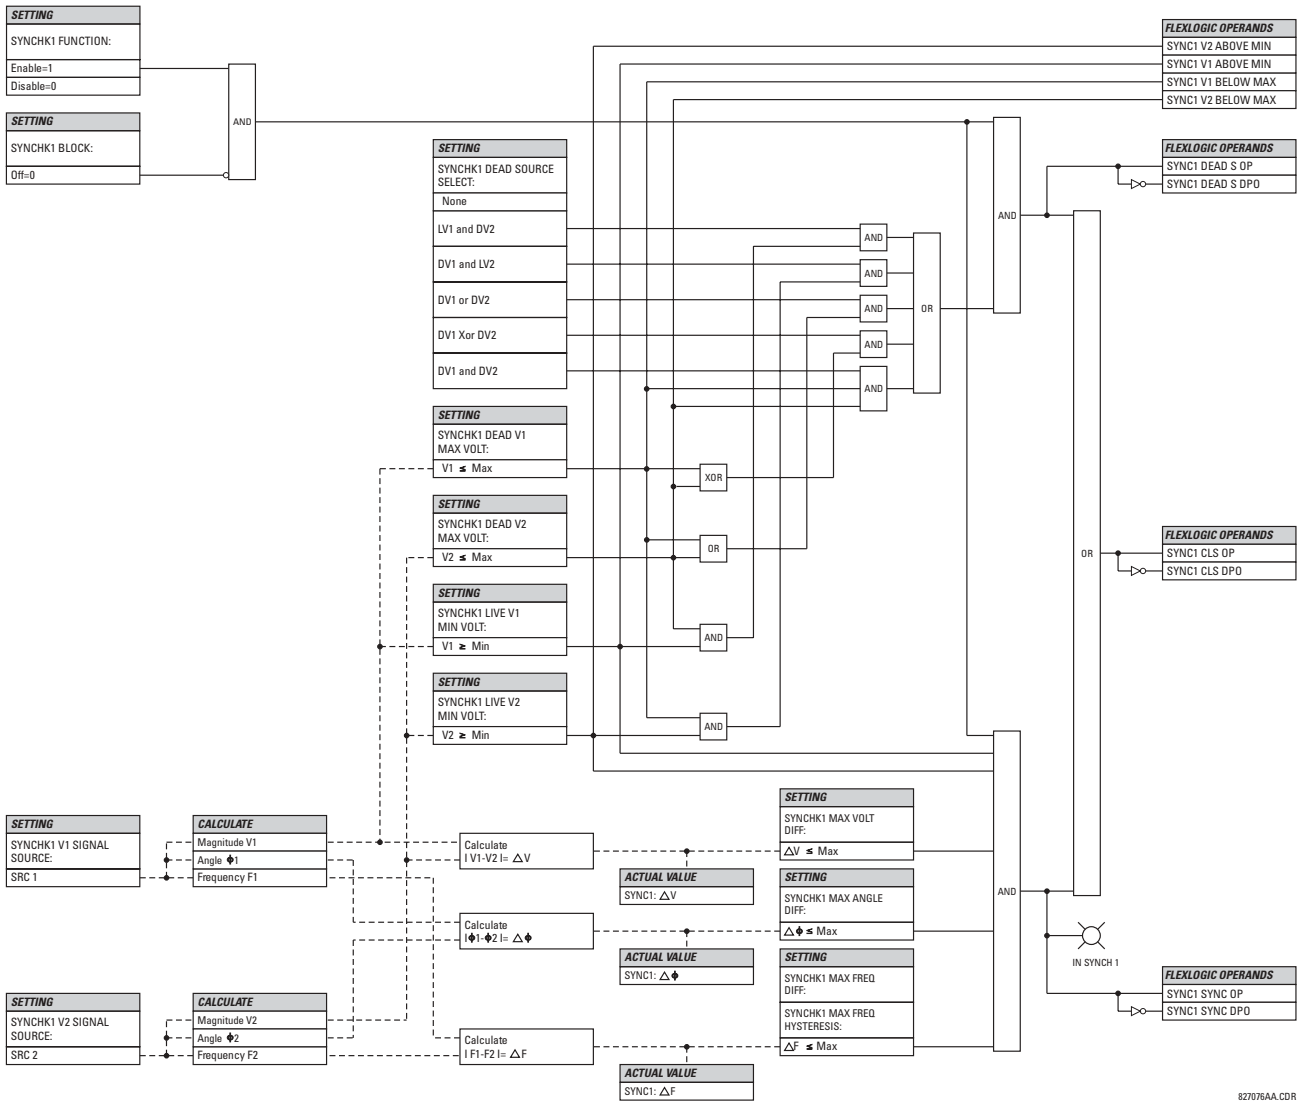 SETTING
SYNCHK1 FUNCTION:
Enable=1
Disable=0
SETTING
SYNCHK1 BLOCK:
Off=0
AND
SETTING
SYNCHK1 DEAD SOURCE
SELECT:
None
LV1 and DV2
DV1 and LV2
DV1 or DV2
DV1 Xor DV2
DV1 and DV2
AND
AND
AND
AND
AND
OR
AND
FLEXLOGIC OPERANDS
SYNC1 V2 ABOVE MIN
SYNC1 V1 ABOVE MIN
SYNC1 V1 BELOW MAX
SYNC1 V2 BELOW MAX
FLEXLOGIC OPERANDS
SYNC1 DEAD S OP
SYNC1 DEAD S DPO
SETTING
SYNCHK1 DEAD V1
MAX VOLT:
V1 ≤ Max
XOR
SETTING
SYNCHK1 DEAD V2
MAX VOLT:
V2 ≤ Max
OR
SETTING
SYNCHK1 LIVE V1
MIN VOLT:
V1 ≥ Min
AND
SETTING
SYNCHK1 LIVE V2
MIN VOLT:
V2 ≥ Min
AND
OR
FLEXLOGIC OPERANDS
SYNC1 CLS OP
SYNC1 CLS DPO
SETTING
SYNCHK1 V1 SIGNAL
SOURCE:
SRC 1
CALCULATE
Magnitude V1
Angle Φ1
Frequency F1
Calculate
I V1-V2 I= △V
ACTUAL VALUE
SYNC1: △V
SETTING
SYNCHK1 MAX VOLT
DIFF:
△V ≤ Max
Calculate
IΦ1-Φ2 I= △Φ
ACTUAL VALUE
SYNC1: △Φ
SETTING
SYNCHK1 MAX ANGLE
DIFF:
△Φ ≤ Max
SETTING
SYNCHK1 V2 SIGNAL
SOURCE:
SRC 2
CALCULATE
Magnitude V2
Angle Φ2
Frequency F2
Calculate
I F1-F2 I= △F
ACTUAL VALUE
SYNC1: △F
SETTING
SYNCHK1 MAX FREQ
DIFF:
SYNCHK1 MAX FREQ
HYSTERESIS:
△F ≤ Max
AND
IN SYNCH 1
FLEXLOGIC OPERANDS
SYNC1 SYNC OP
SYNC1 SYNC DPO
827076AA.CDR